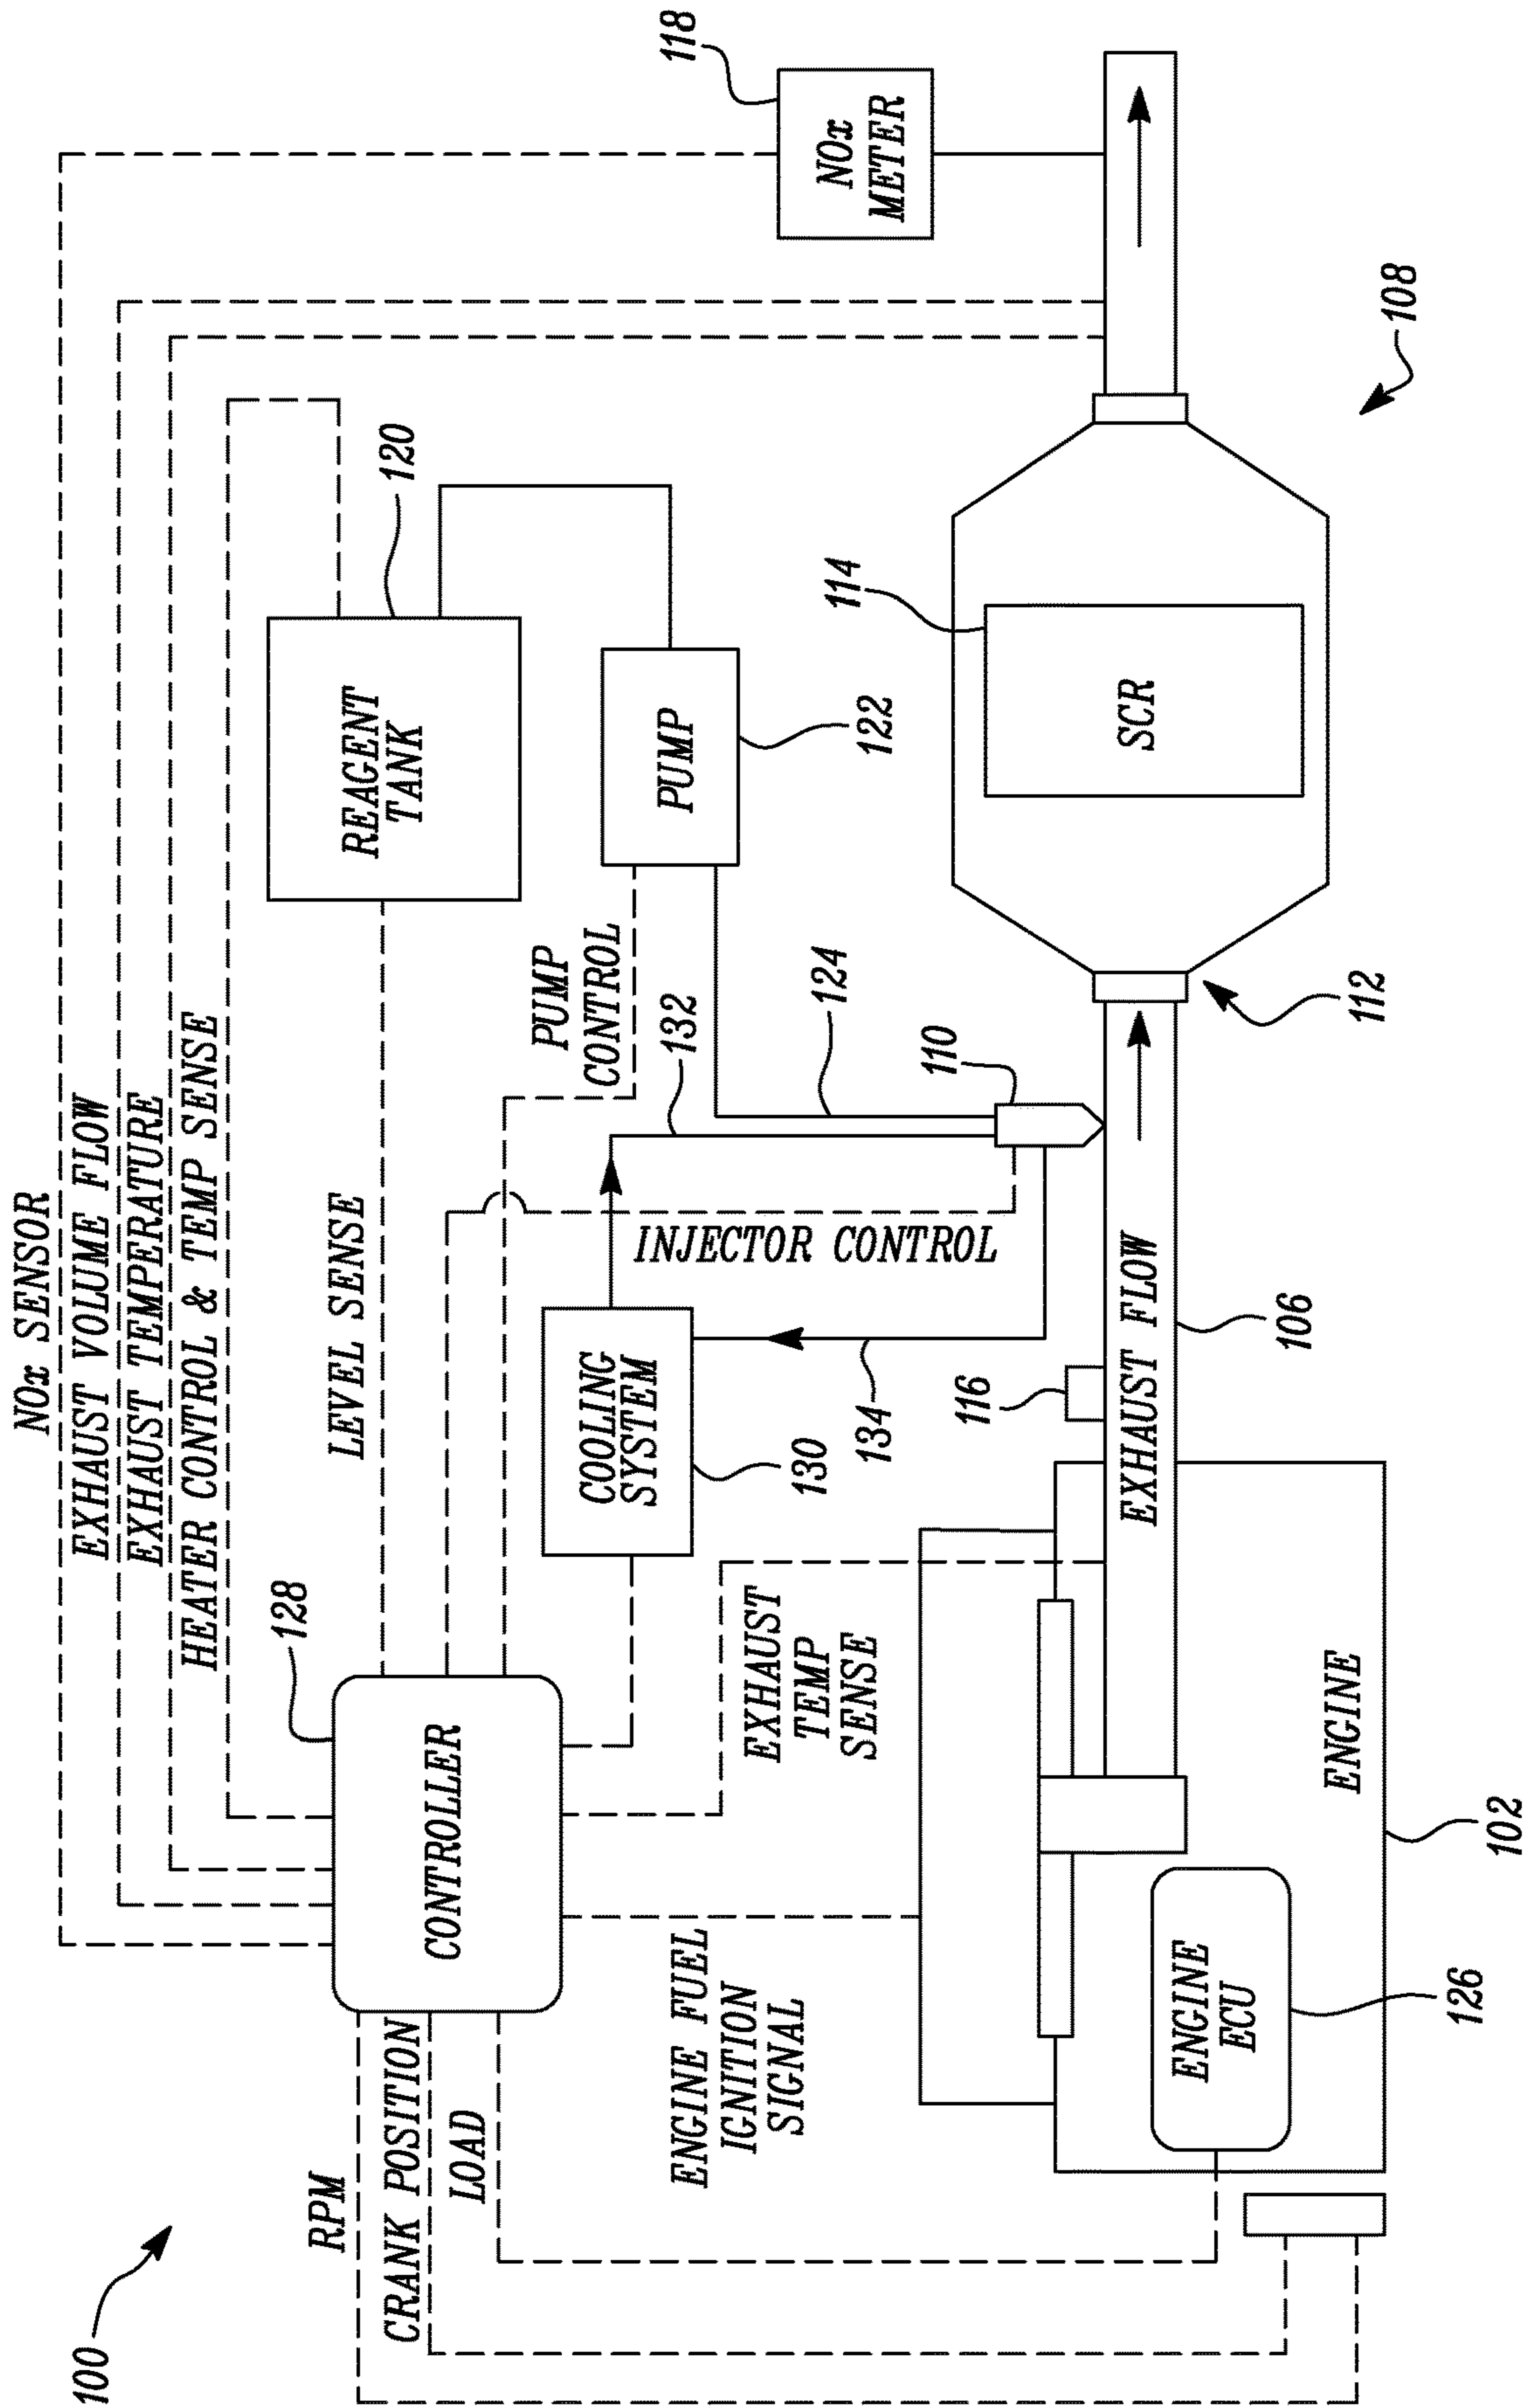 100
NOx SENSOR
EXHAUST VOLUME FLOW
EXHAUST TEMPERATURE
HEATER CONTROL & TEMP SENSE
118
NOx
METER
128
CONTROLLER
LEVEL SENSE
REAGENT
TANK
120
RPM
CRANK POSITION
LOAD
PUMP
CONTROL
PUMP
122
132
124
COOLING
SYSTEM
130
INJECTOR CONTROL
110
134
116
ENGINE FUEL
IGNITION
SIGNAL
EXHAUST
TEMP
SENSE
114
SCR
EXHAUST FLOW
106
112
108
ENGINE
ECU
126
ENGINE
102